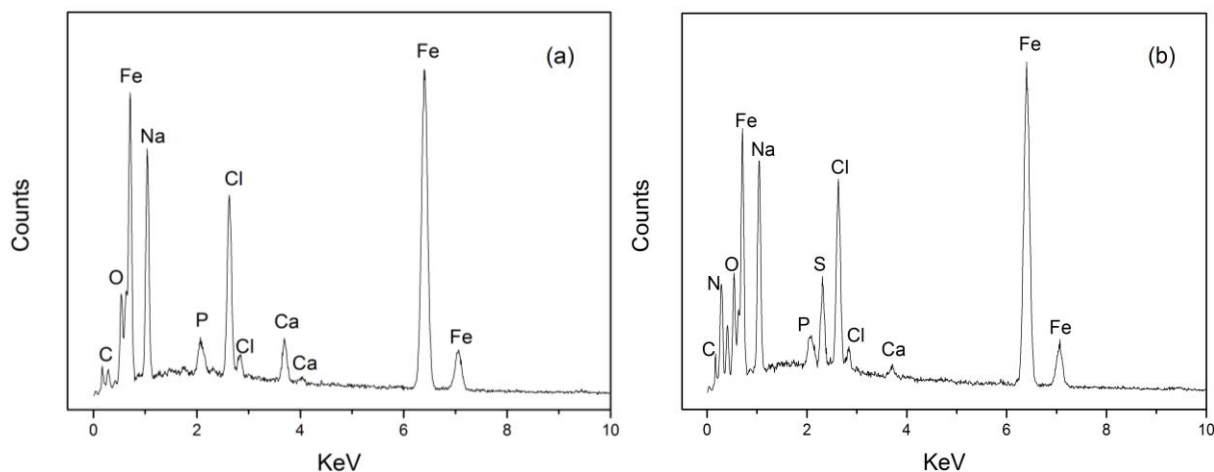 (a)
Counts
C
O
Fe
Na
P
Cl
Cl
Ca
Ca
Fe
Fe
0 2 4 6 8 10
KeV
(b)
Counts
C
N
O
Fe
Na
P
S
Cl
Cl
Ca
Fe
Fe
0 2 4 6 8 10
KeV